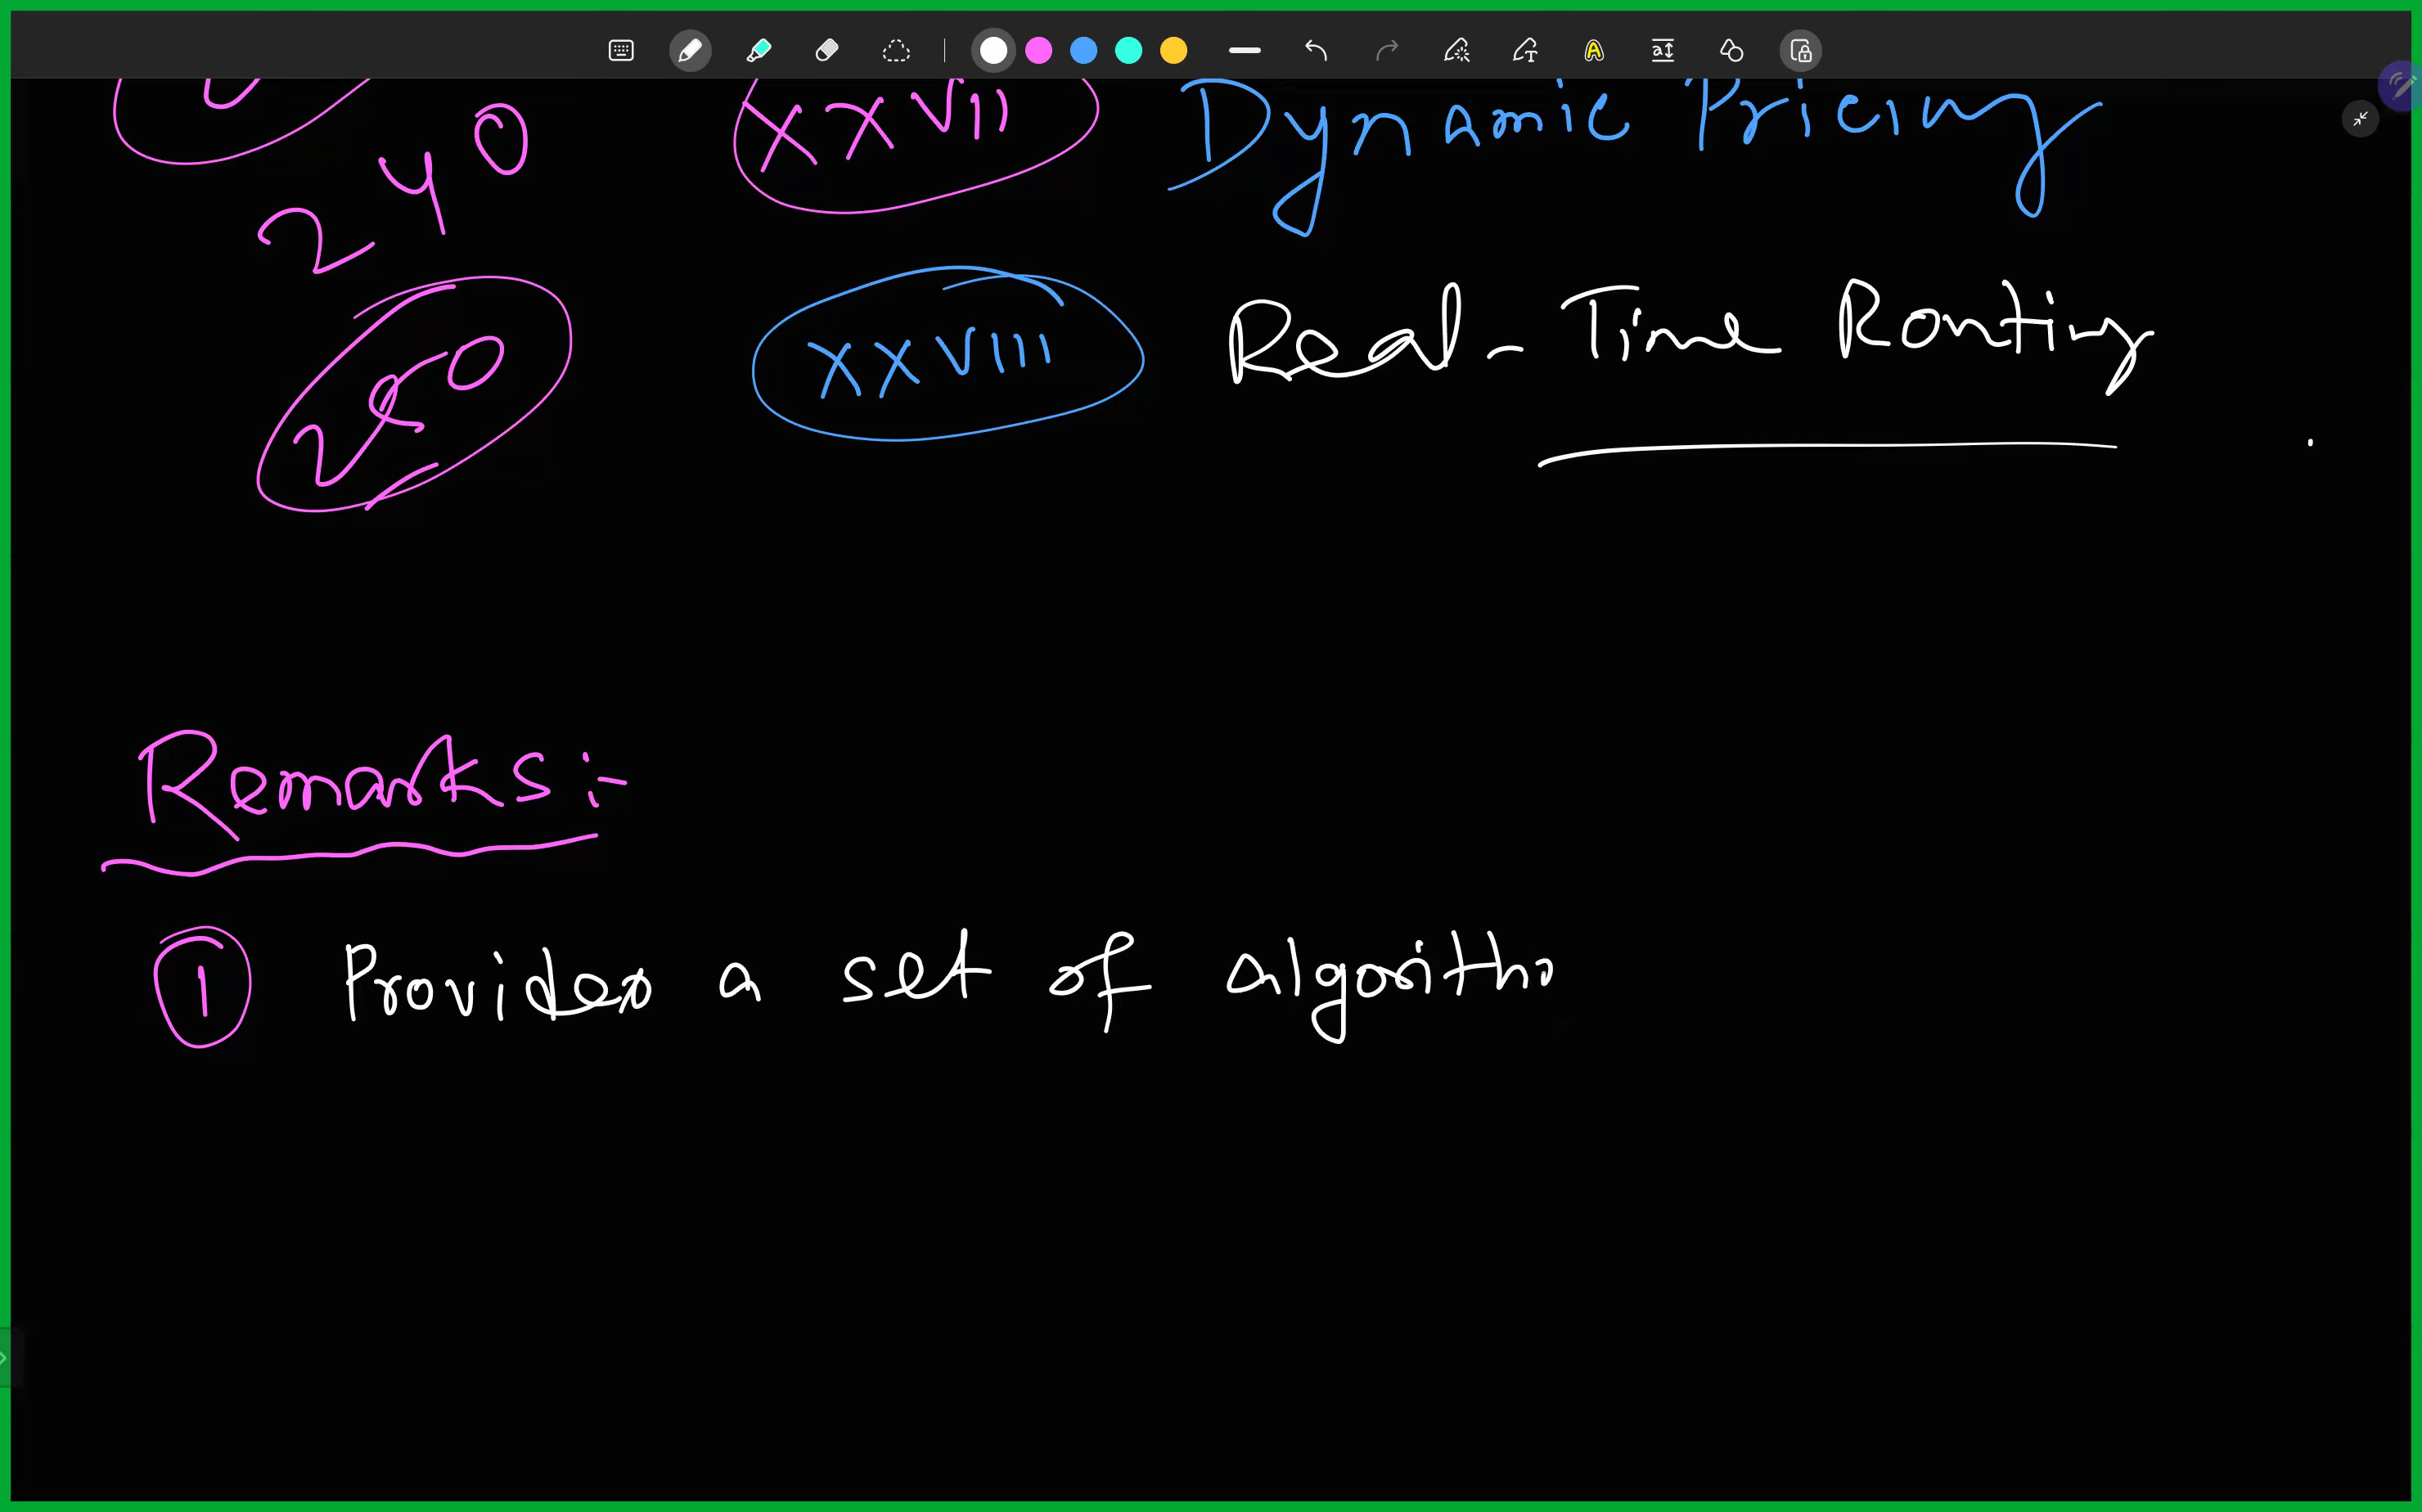 XXVII Dynamic Pricing
240
XXVIII Real-Time Routing
250
Remarks :-
1 Provides a set of algorithm